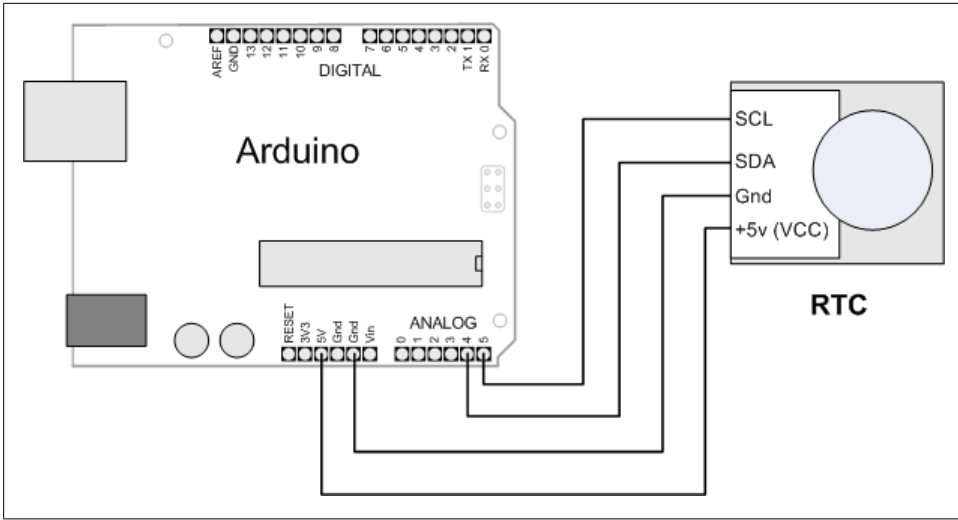 AREF GND 13 12 11 10 9 8 7 6 5 4 3 2 TX 1 RX 0
DIGITAL
Arduino
SCL
SDA
Gnd
+5v (VCC)
RTC
ANALOG
RESET 3V3 5V Gnd Gnd Vin 0 1 2 3 4 5